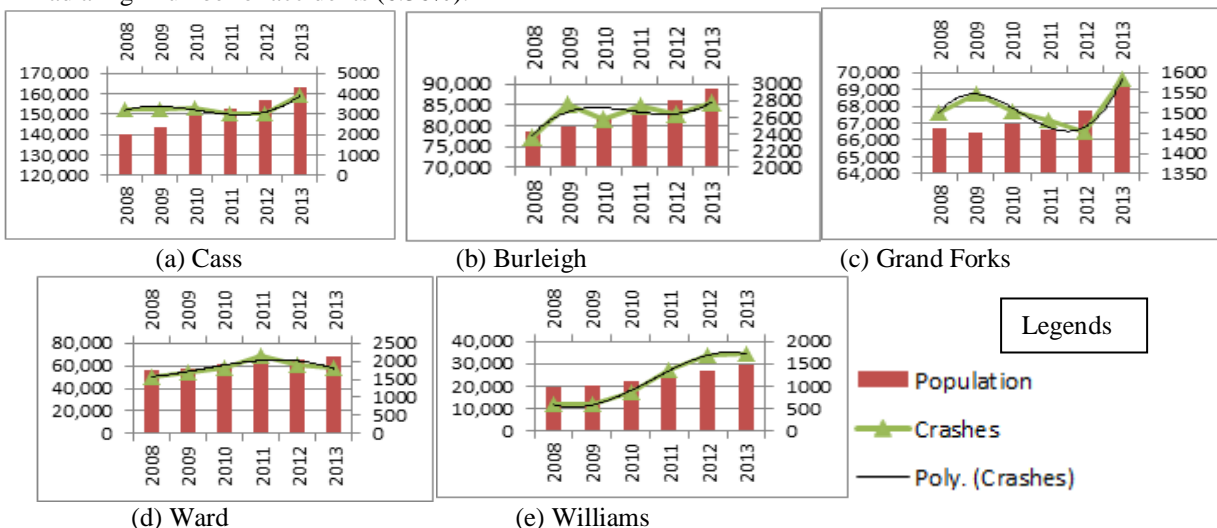 2008 2009 2010 2011 2012 2013
170,000 160,000 150,000 140,000 130,000 120,000
5000 4000 3000 2000 1000 0
2008 2009 2010 2011 2012 2013
(a) Cass
2008 2009 2010 2011 2012 2013
90,000 85,000 80,000 75,000 70,000
3000 2800 2600 2400 2200 2000
2008 2009 2010 2011 2012 2013
(b) Burleigh
2008 2009 2010 2011 2012 2013
70,000 68,000 67,000 66,000 65,000 64,000
1600 1550 1500 1450 1400 1350
2008 2009 2010 2011 2012 2013
(c) Grand Forks
2008 2009 2010 2011 2012 2013
80,000 60,000 40,000 20,000 0
2500 2000 1500 1000 500 0
2008 2009 2010 2011 2012 2013
(d) Ward
2008 2009 2010 2011 2012 2013
40,000 30,000 20,000 10,000 0
2000 1500 1000 500 0
2008 2009 2010 2011 2012 2013
(e) Williams
Legends
Population
Crashes
Poly. (Crashes)